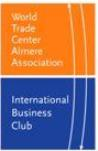 World
Trade
Center
Almere
Association
International
Business
Club